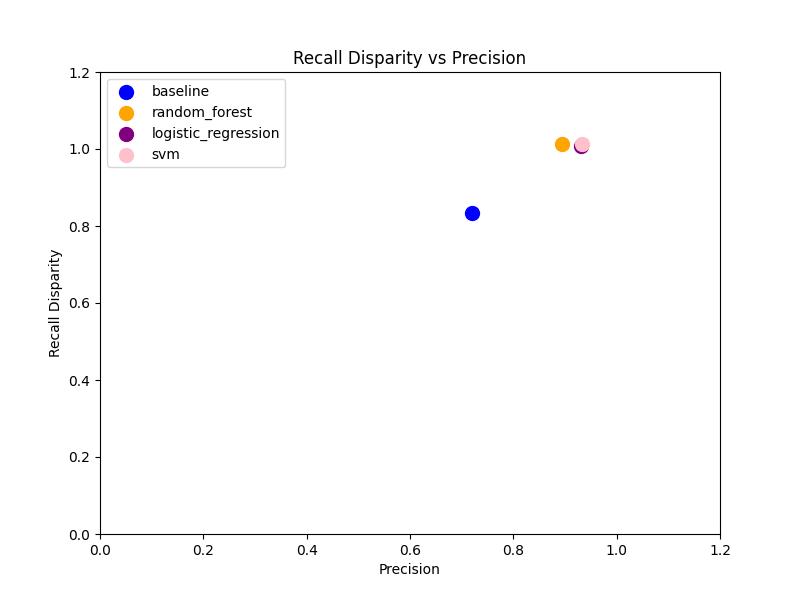 Recall Disparity vs Precision
baseline
random_forest
logistic_regression
svm
1.2
1.0
0.8
0.6
0.4
0.2
0.0
Recall Disparity
0.0 0.2 0.4 0.6 0.8 1.0 1.2
Precision